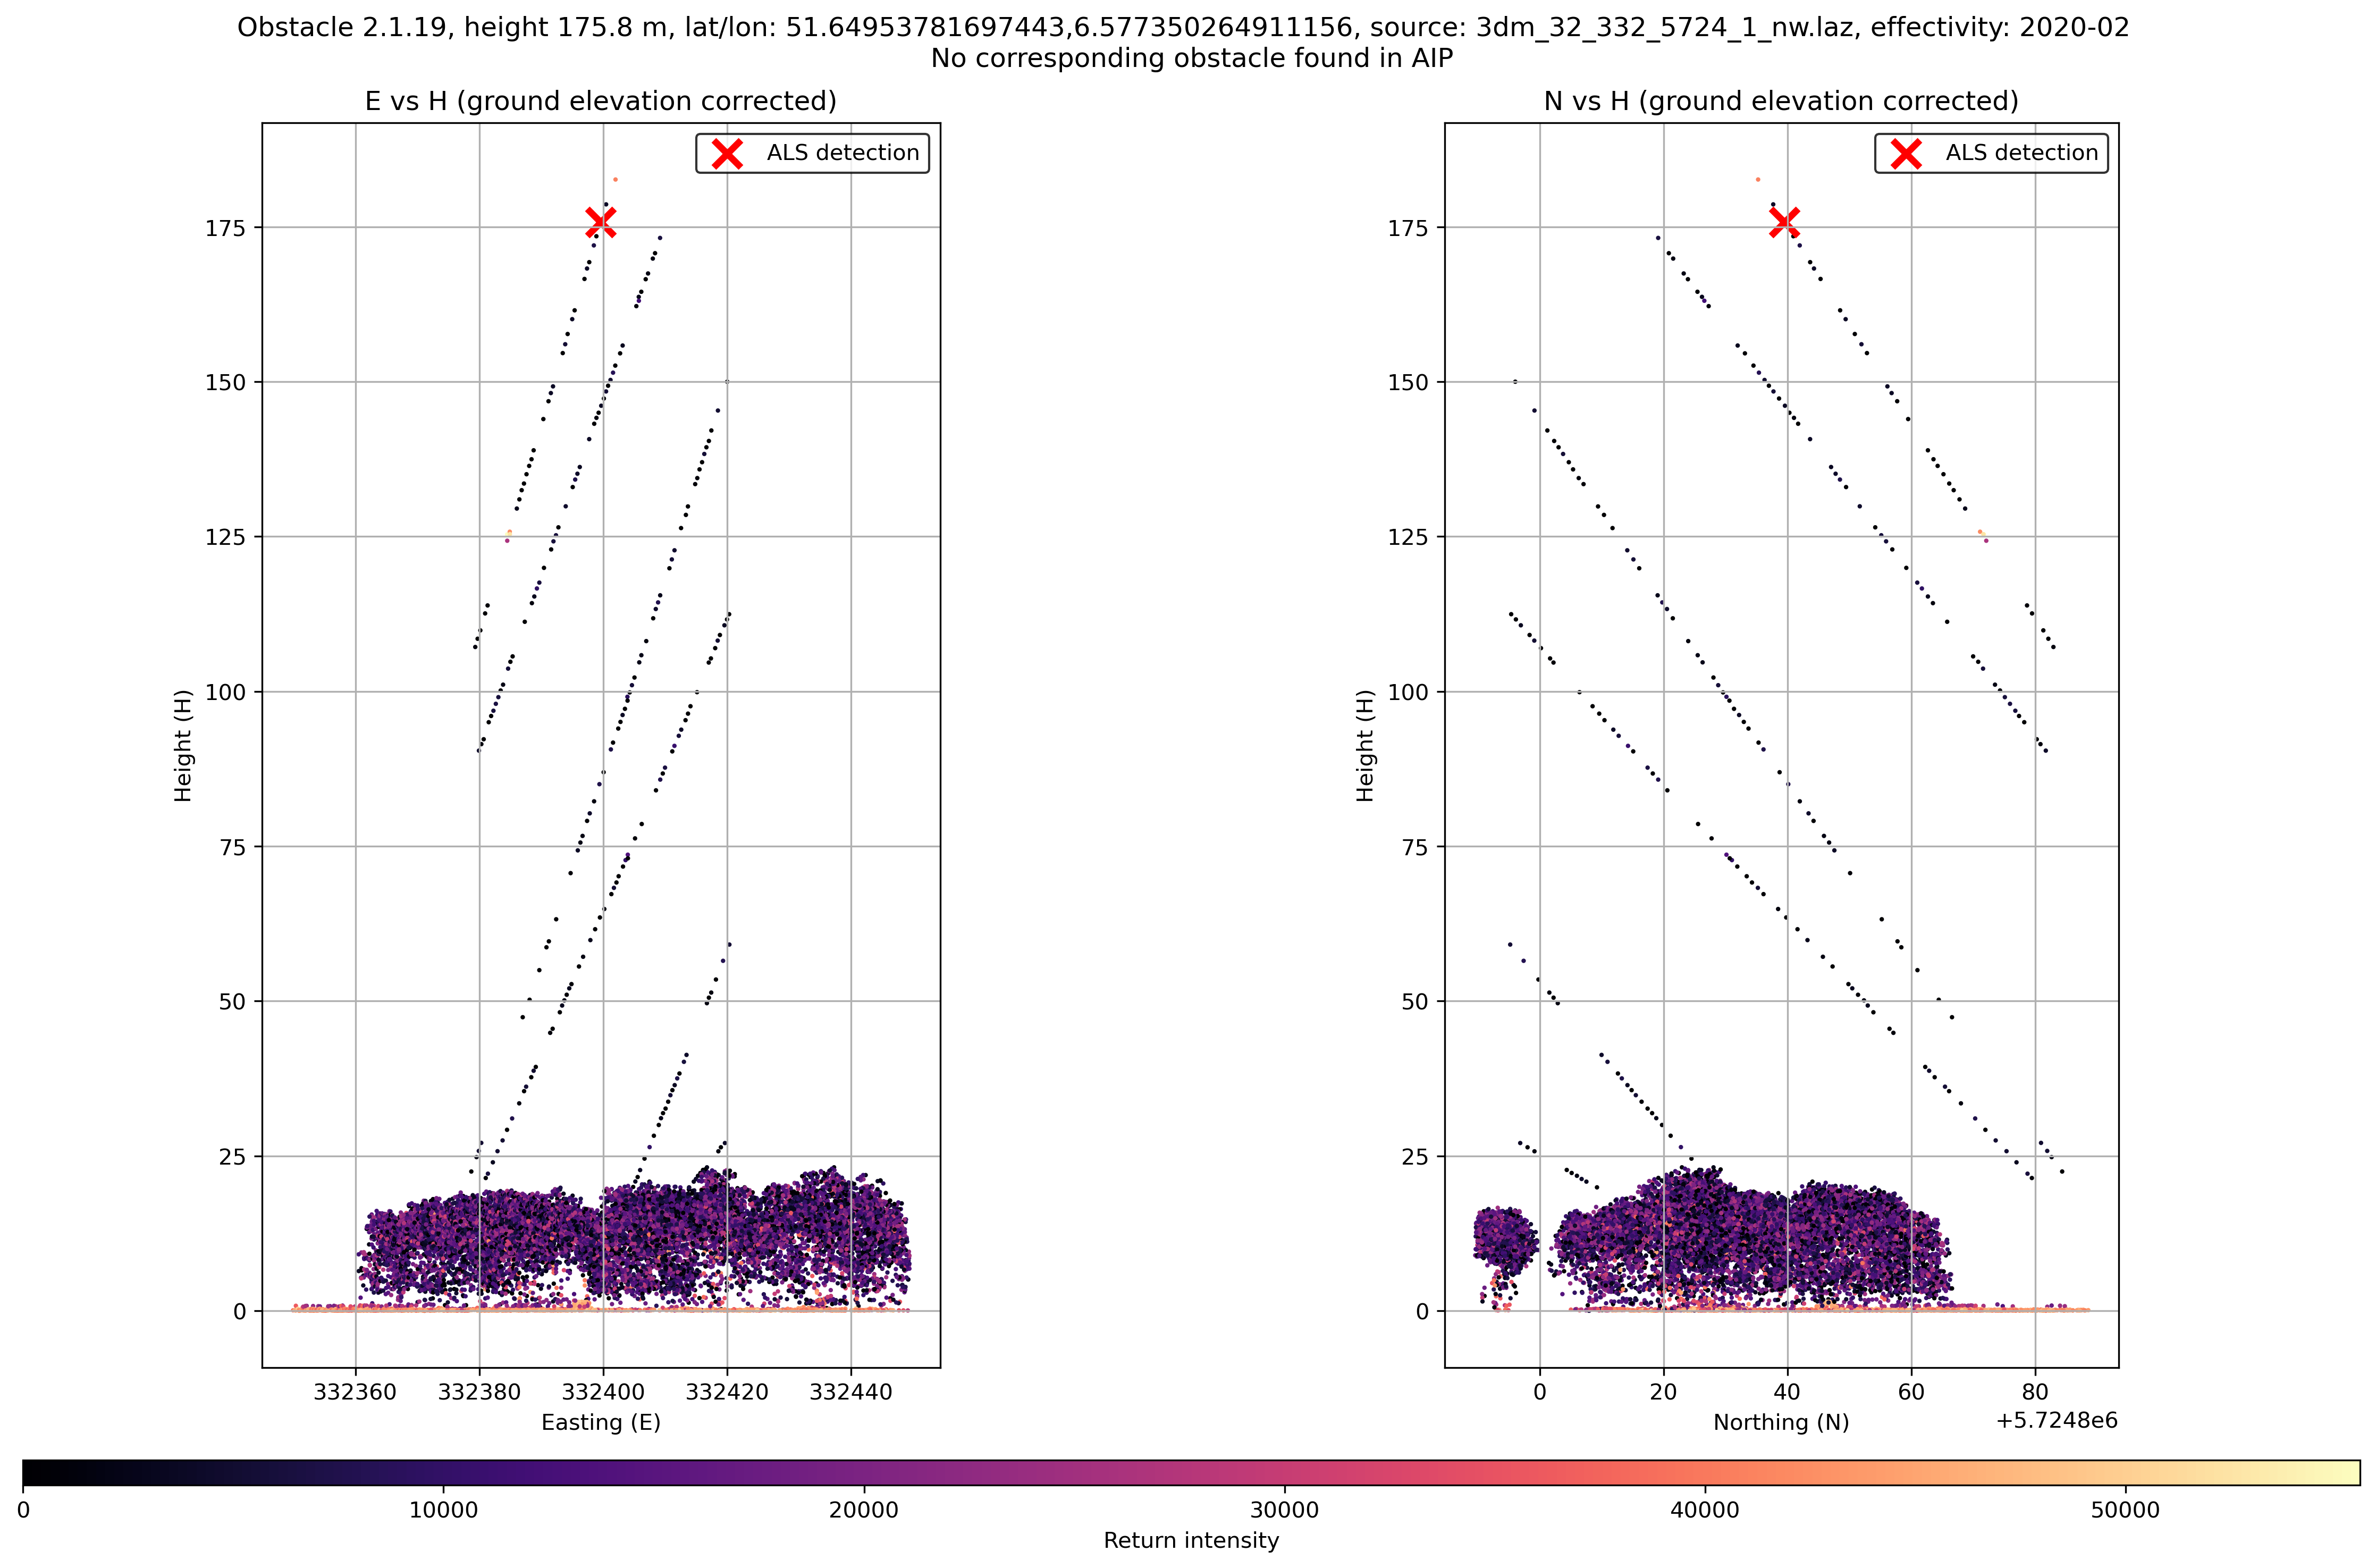 Obstacle 2.1.19, height 175.8 m, lat/lon: 51.64953781697443,6.577350264911156, source: 3dm_32_332_5724_1_nw.laz, effectivity: 2020-02
No corresponding obstacle found in AIP
E vs H (ground elevation corrected)
ALS detection
175
150
125
100
75
50
25
0
Height (H)
332360 332380 332400 332420 332440
Easting (E)
N vs H (ground elevation corrected)
ALS detection
175
150
125
100
75
50
25
0
Height (H)
0 20 40 60 80
Northing (N)
+5.7248e6
0 10000 20000 30000 40000 50000
Return intensity